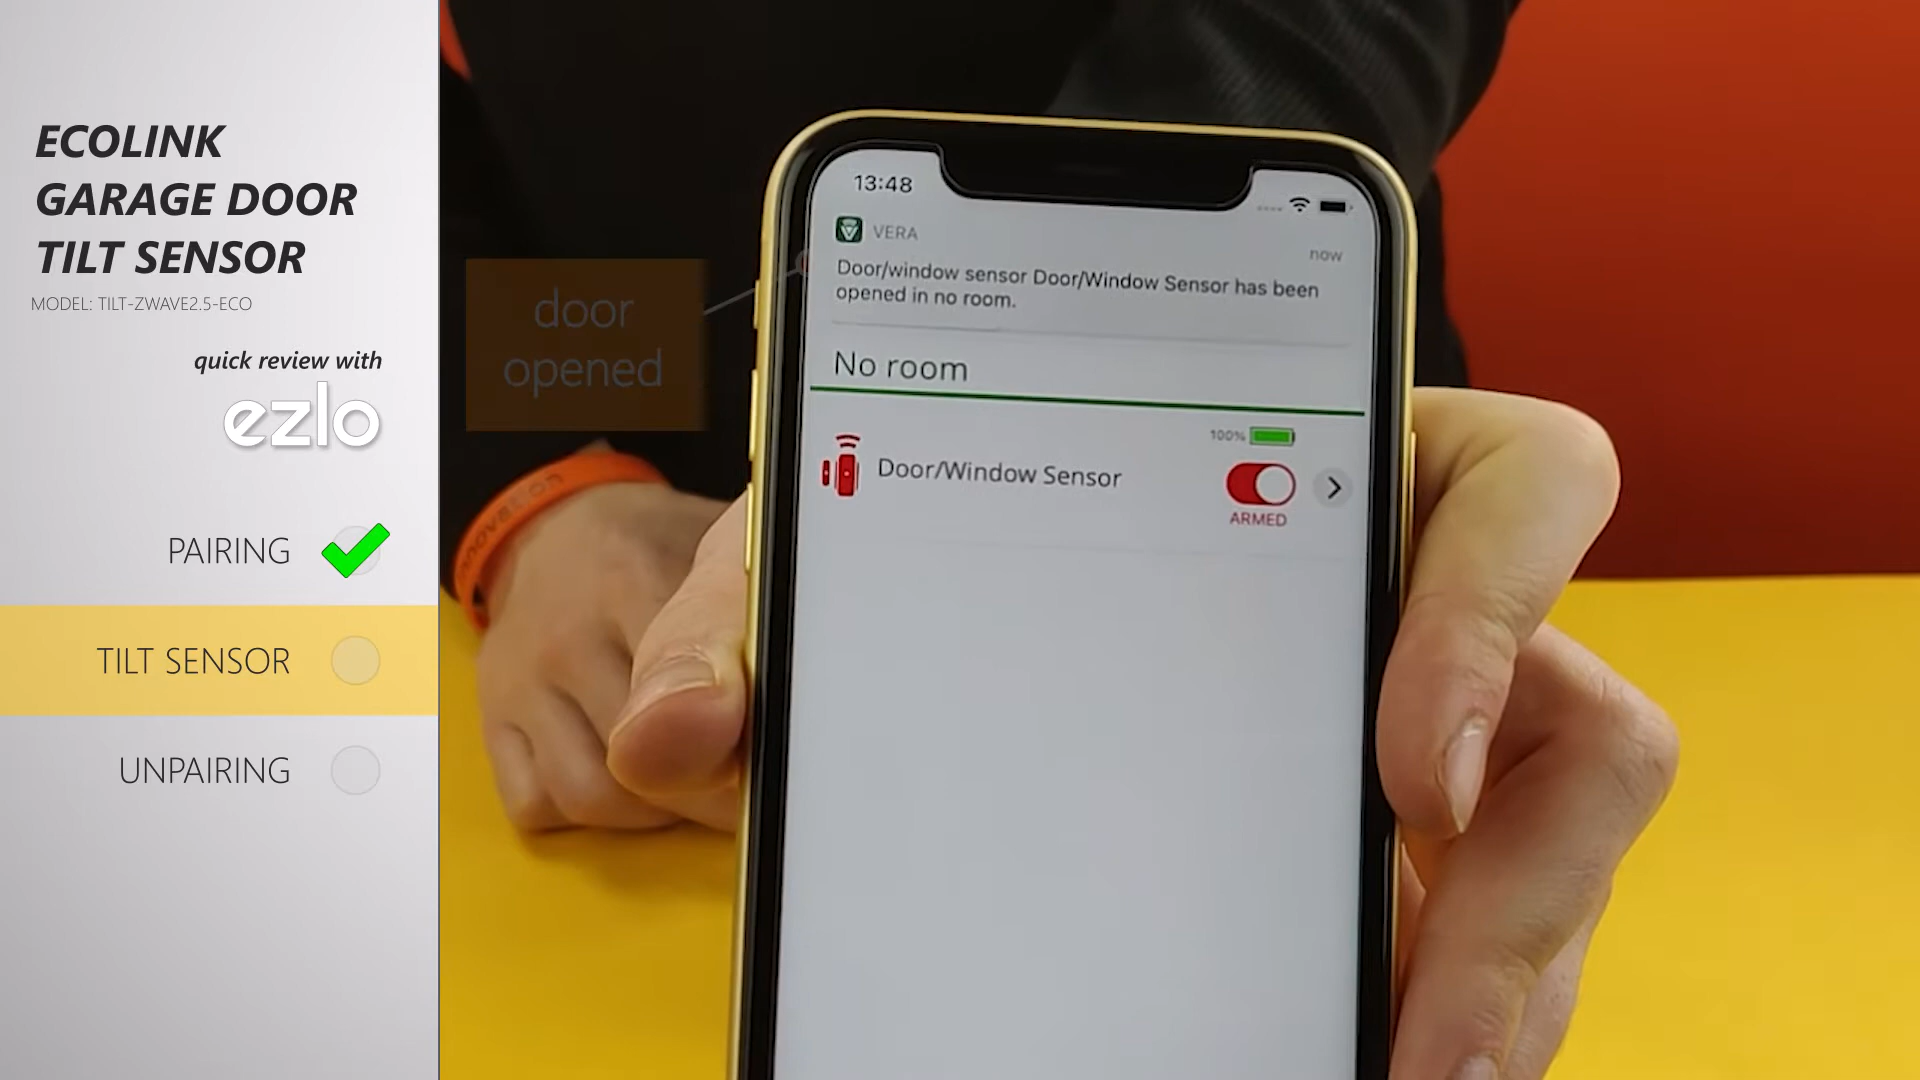 ECOLINK
GARAGE DOOR
TILT SENSOR
MODEL: TILT-ZWAVE2.5-ECO
quick review with
ezlo
PAIRING
TILT SENSOR
UNPAIRING
door
opened
13:48
VERA
now
Door/window sensor Door/Window Sensor has been
opened in no room.
No room
100%
Door/Window Sensor
ARMED